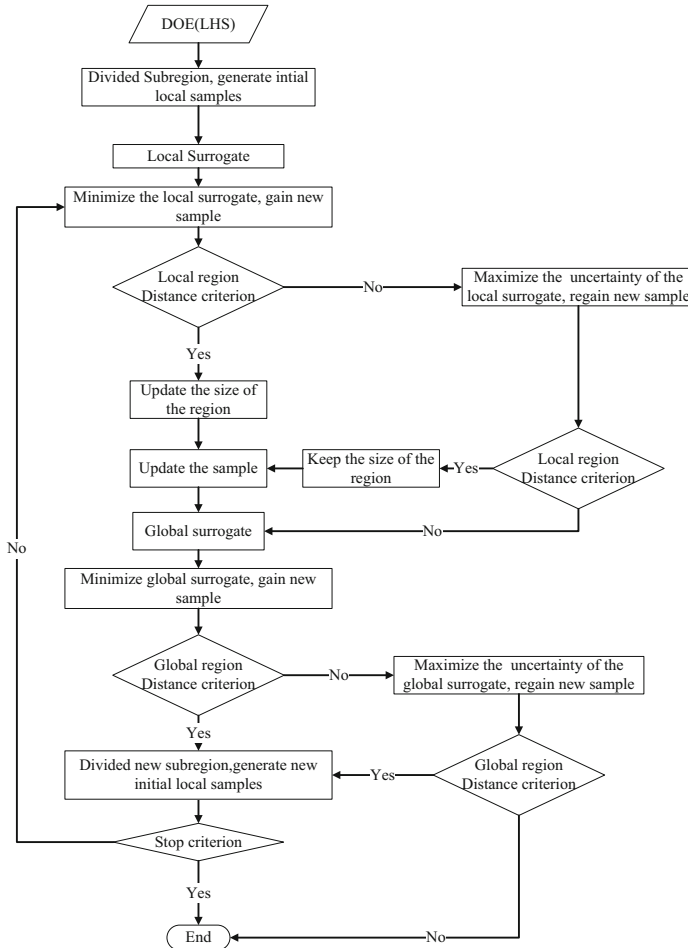 DOE(LHS)
Divided Subregion, generate intial
local samples
Local Surrogate
Minimize the local surrogate, gain new
sample
Local region
Distance criterion
No
Maximize the uncertainty of the
local surrogate, regain new sample
Yes
Update the size of
the region
Update the sample
Keep the size of the
region
Yes
Local region
Distance criterion
No
Global surrogate
No
Minimize global surrogate, gain new
sample
Global region
Distance criterion
No
Maximize the uncertainty of the
global surrogate, regain new sample
Yes
Divided new subregion,generate new
initial local samples
Yes
Global region
Distance criterion
Stop criterion
Yes
End
No